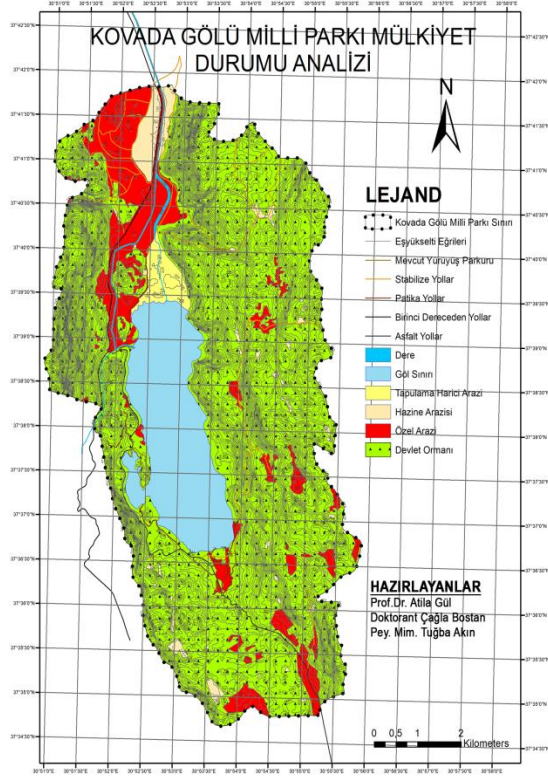 KOVADA GÖLÜ MİLLİ PARKI MÜLKİYET
DURUMU ANALİZİ
N
LEJAND
Kovada Gölü Milli Parkı Sınırı
Eşyükselti Eğrileri
Mevcut Yürüyüş Parkuru
Stabilize Yollar
Patika Yollar
Birinci Dereceden Yollar
Asfalt Yollar
Dere
Göl Sınırı
Tapulama Harici Arazi
Hazine Arazisi
Özel Arazi
Devlet Ormanı
HAZIRLAYANLAR
Prof.Dr. Atila Gül
Doktorant Çağla Bostan
Pey. Mim. Tuğba Akın
0 0,5 1 2
Kilometers